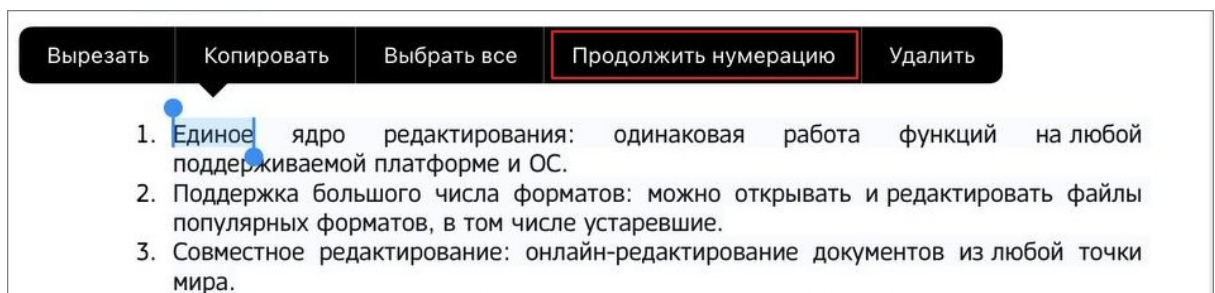 Вырезать Копировать Выбрать все Продолжить нумерацию Удалить
1. Единое ядро редактирования: одинаковая работа функций на любой
поддерживаемой платформе и ОС.
2. Поддержка большого числа форматов: можно открывать и редактировать файлы
популярных форматов, в том числе устаревшие.
3. Совместное редактирование: онлайн-редактирование документов из любой точки
мира.